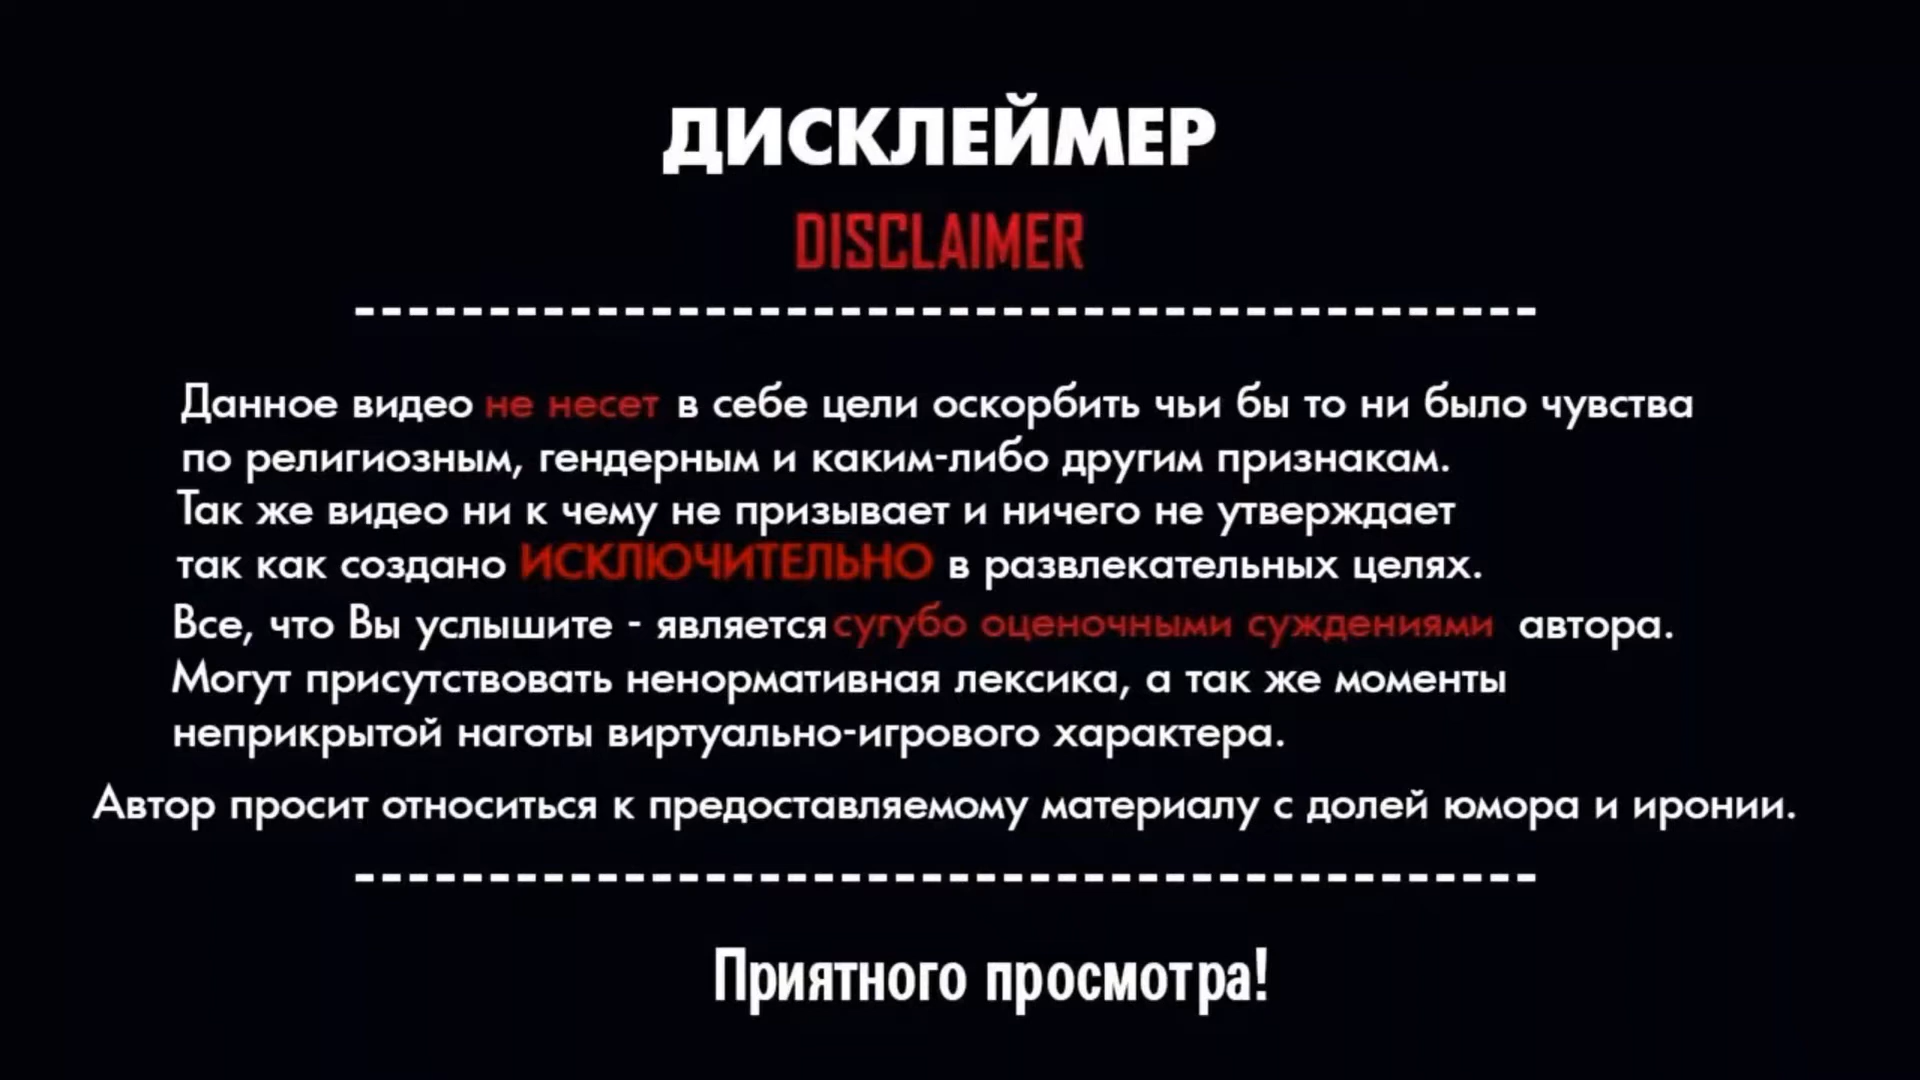 ДИСКЛЕЙМЕР
DISCLAIMER
--------------------------------------------
Данное видео не несет в себе цели оскорбить чьи бы то ни было чувства
по религиозным, гендерным и каким-либо другим признакам.
Так же видео ни к чему не призывает и ничего не утверждает
так как создано ИСКЛЮЧИТЕЛЬНО в развлекательных целях.
Все, что Вы услышите - является сугубо оценочными суждениями автора.
Могут присутствовать ненормативная лексика, а так же моменты
неприкрытой наготы виртуально-игрового характера.
Автор просит относиться к предоставляемому материалу с долей юмора и иронии.
--------------------------------------------
Приятного просмотра!